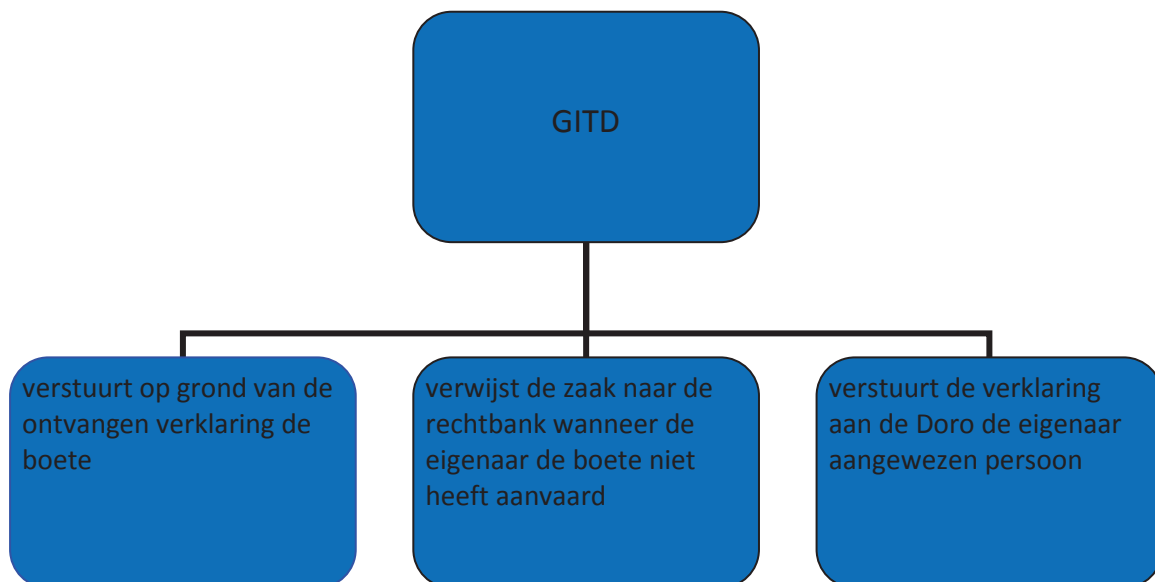 GITD
verstuurt op grond van de
ontvangen verklaring de
boete
verwijst de zaak naar de
rechtbank wanneer de
eigenaar de boete niet
heeft aanvaard
verstuurt de verklaring
aan de Doro de eigenaar
aangewezen persoon